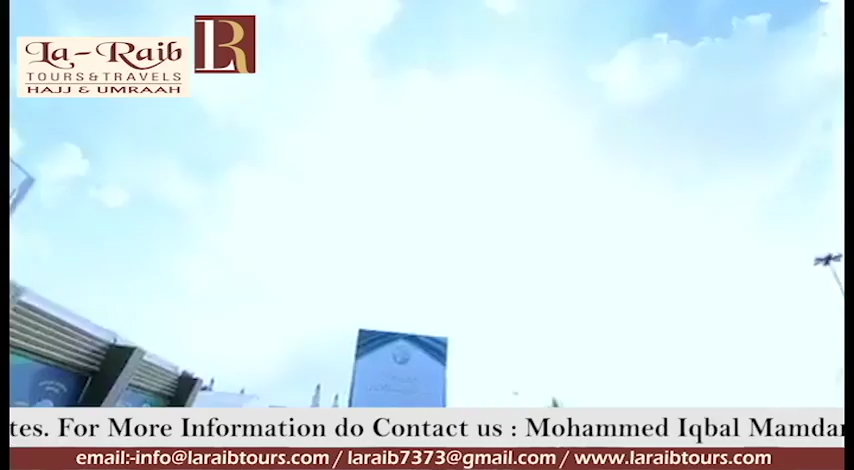 La-Raib
TOURS & TRAVELS
HAJJ & UMRAAH
LR
tes. For More Information do Contact us : Mohammed Iqbal Mamdan
email:-info@laraibtours.com / laraib7373@gmail.com / www.laraibtours.com